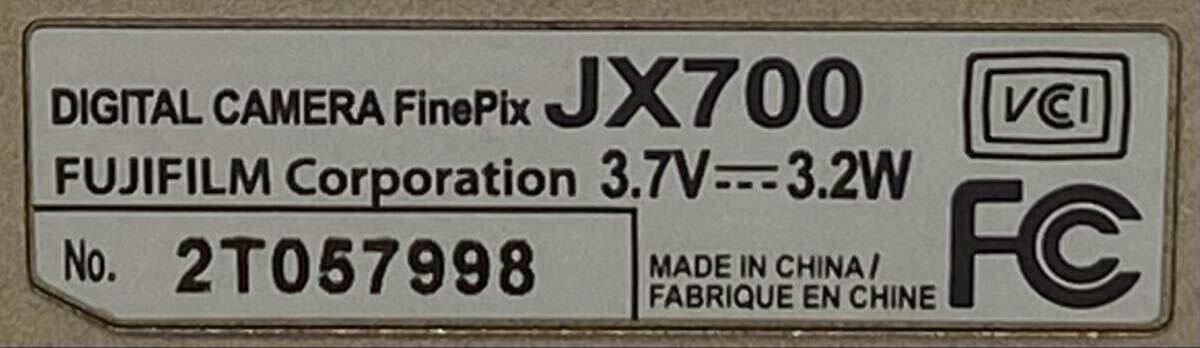 DIGITAL CAMERA FinePix JX700
FUJIFILM Corporation 3.7V⎓3.2W
No. 2T057998
MADE IN CHINA/
FABRIQUE EN CHINE
VCCI
FC